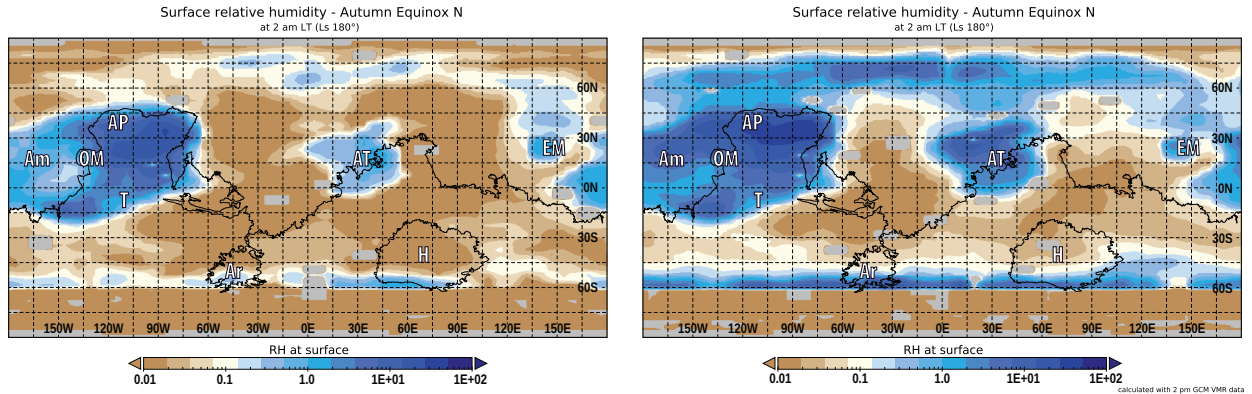 Surface relative humidity - Autumn Equinox N
at 2 am LT (Ls 180°)
60N
AP
30N
Am OM AT EM
0N
T
30S
H
Ar
60S
150W 120W 90W 60W 30W 0E 30E 60E 90E 120E 150E
RH at surface
0.01 0.1 1.0 1E+01 1E+02
Surface relative humidity - Autumn Equinox N
at 2 am LT (Ls 180°)
60N
AP
30N
Am OM AT EM
0N
T
30S
H
Ar
60S
150W 120W 90W 60W 30W 0E 30E 60E 90E 120E 150E
RH at surface
0.01 0.1 1.0 1E+01 1E+02
calculated with 2 pm GCM VMR data